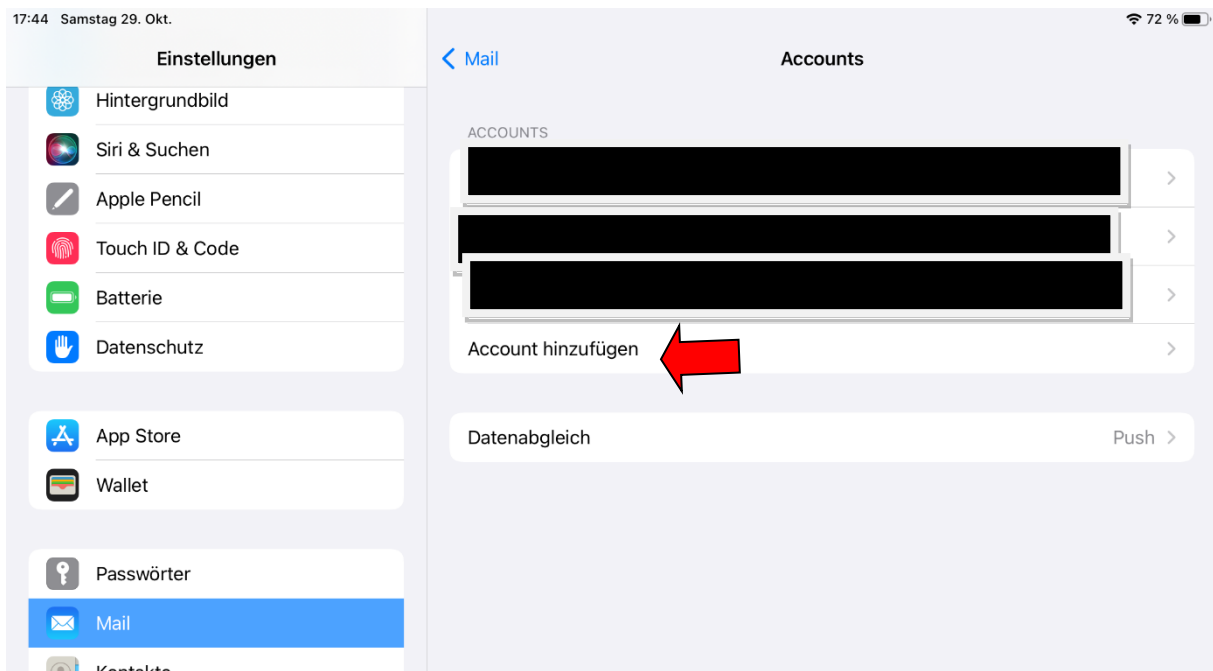 17:44 Samstag 29. Okt.
72 %
Einstellungen
Hintergrundbild
Siri & Suchen
Apple Pencil
Touch ID & Code
Batterie
Datenschutz
App Store
Wallet
Passwörter
Mail
Kontakte
Mail
Accounts
ACCOUNTS
Account hinzufügen
Datenabgleich Push